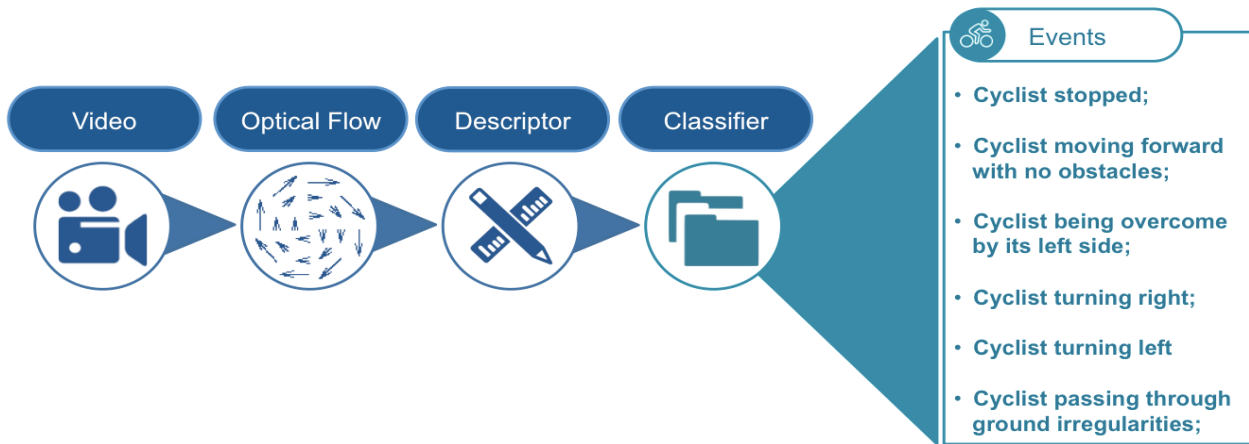 Video
Optical Flow
Descriptor
Classifier
Events
• Cyclist stopped;
• Cyclist moving forward
with no obstacles;
• Cyclist being overcome
by its left side;
• Cyclist turning right;
• Cyclist turning left
• Cyclist passing through
ground irregularities;